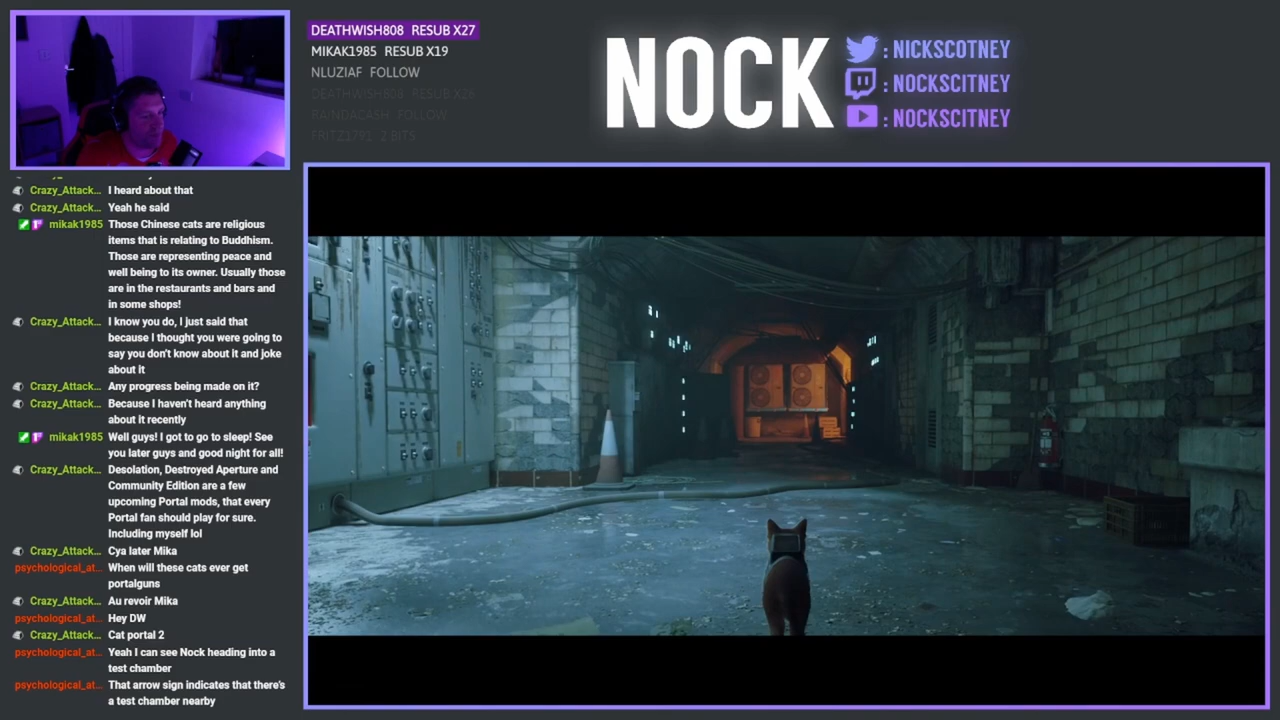 DEATHWISH808 RESUB X27
MIKAK1985 RESUB X19
NLUZIAF FOLLOW
DEATHWISH808 RESUB X26
RAINDACASH FOLLOW
FRITZ1791 2 BITS
NOCK
: NICKSCOTNEY
: NOCKSCITNEY
: NOCKSCITNEY
Crazy_Attack... I heard about that
Crazy_Attack... Yeah he said
mikak1985 Those Chinese cats are religious
items that is relating to Buddhism.
Those are representing peace and
well being to its owner. Usually those
are in the restaurants and bars and
in some shops!
Crazy_Attack... I know you do, I just said that
because I thought you were going to
say you don't know about it and joke
about it
Crazy_Attack... Any progress being made on it?
Crazy_Attack... Because I haven't heard anything
about it recently
mikak1985 Well guys! I got to go to sleep! See
you later guys and good night for all!
Crazy_Attack... Desolation, Destroyed Aperture and
Community Edition are a few
upcoming Portal mods, that every
Portal fan should play for sure.
Including myself lol
Crazy_Attack... Cya later Mika
psychological_at... When will these cats ever get
portalguns
Crazy_Attack... Au revoir Mika
psychological_at... Hey DW
Crazy_Attack... Cat portal 2
psychological_at... Yeah I can see Nock heading into a
test chamber
psychological_at... That arrow sign indicates that there's
a test chamber nearby